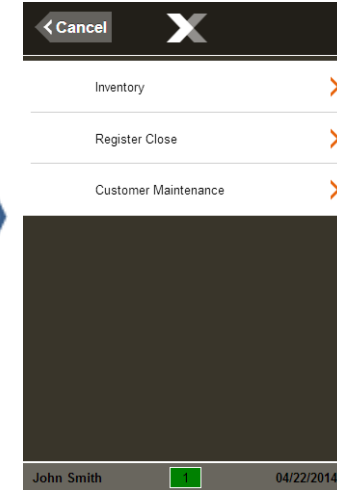 Cancel
Inventory
Register Close
Customer Maintenance
John Smith 1 04/22/2014